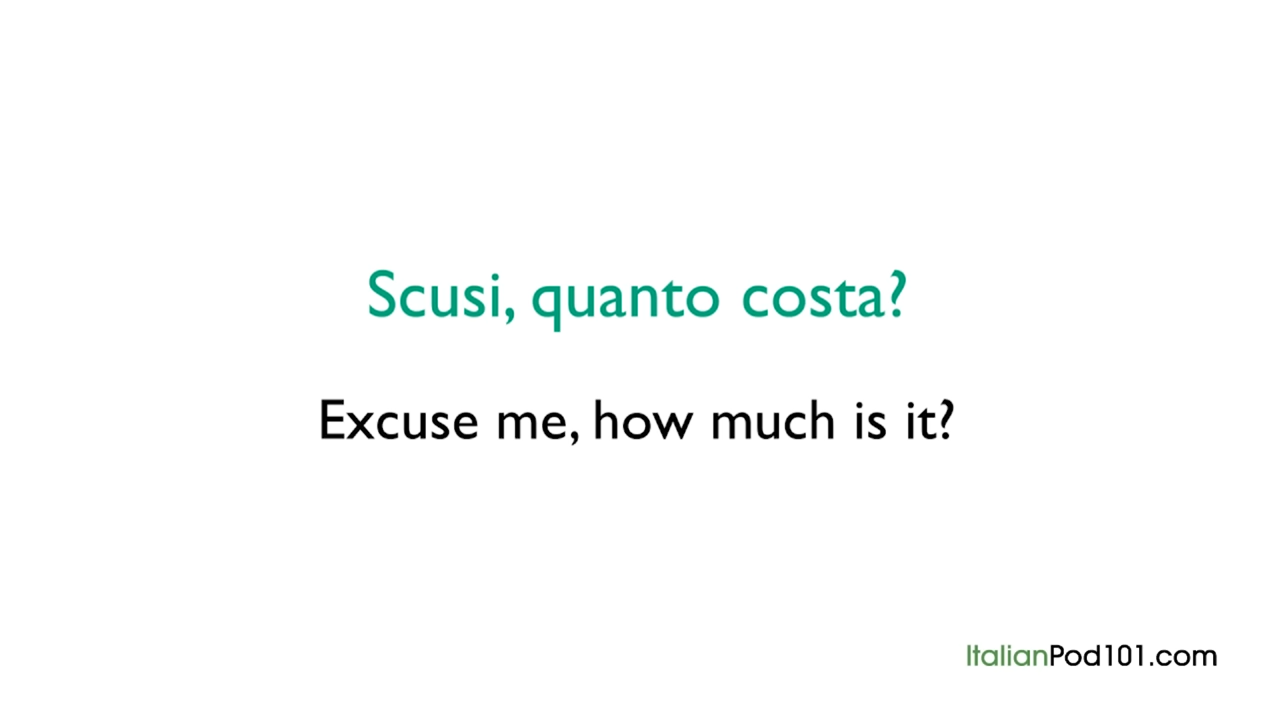 Scusi, quanto costa?
Excuse me, how much is it?
ItalianPod101.com